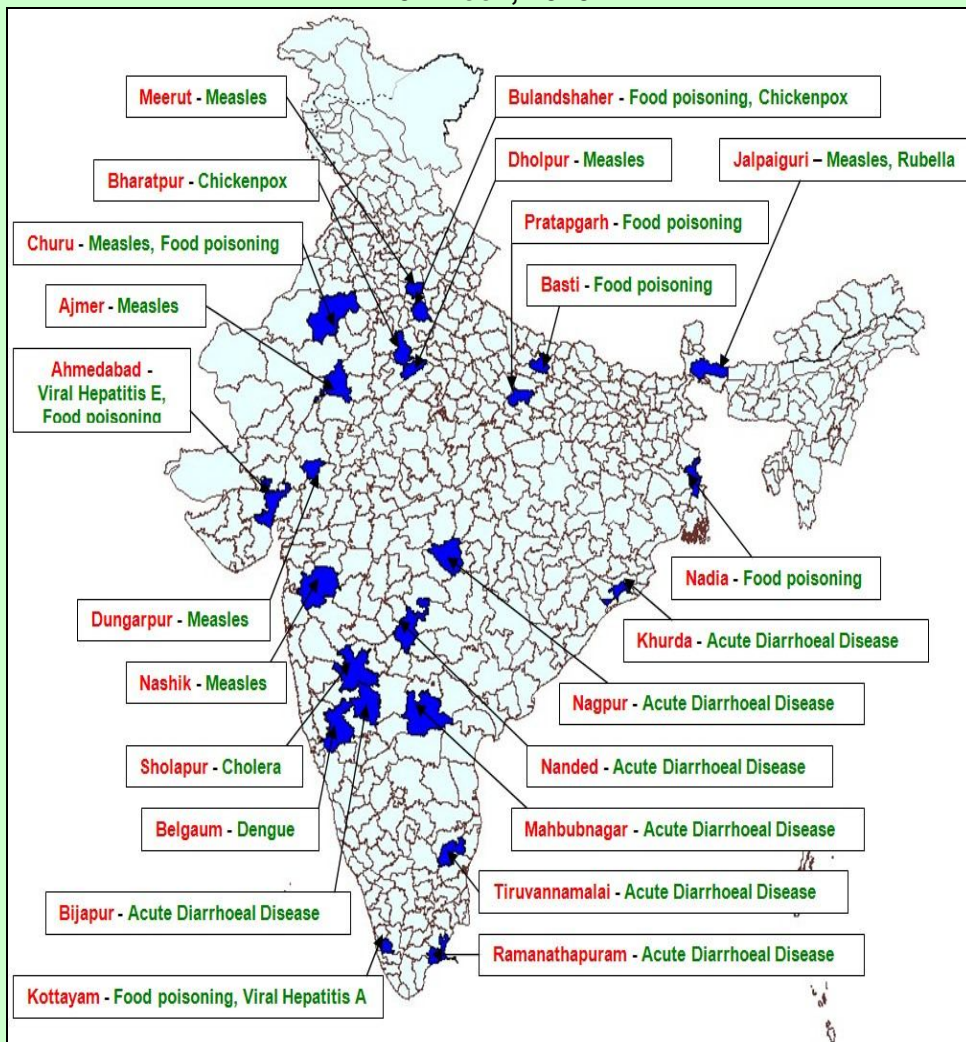 Meerut - Measles
Bulandshaher - Food poisoning, Chickenpox
Bharatpur - Chickenpox
Dholpur - Measles
Jalpaiguri – Measles, Rubella
Churu - Measles, Food poisoning
Pratapgarh - Food poisoning
Ajmer - Measles
Basti - Food poisoning
Ahmedabad -
Viral Hepatitis E,
Food poisoning
Nadia - Food poisoning
Dungarpur - Measles
Khurda - Acute Diarrhoeal Disease
Nashik - Measles
Nagpur - Acute Diarrhoeal Disease
Sholapur - Cholera
Nanded - Acute Diarrhoeal Disease
Belgaum - Dengue
Mahbubnagar - Acute Diarrhoeal Disease
Tiruvannamalai - Acute Diarrhoeal Disease
Bijapur - Acute Diarrhoeal Disease
Ramanathapuram - Acute Diarrhoeal Disease
Kottayam - Food poisoning, Viral Hepatitis A